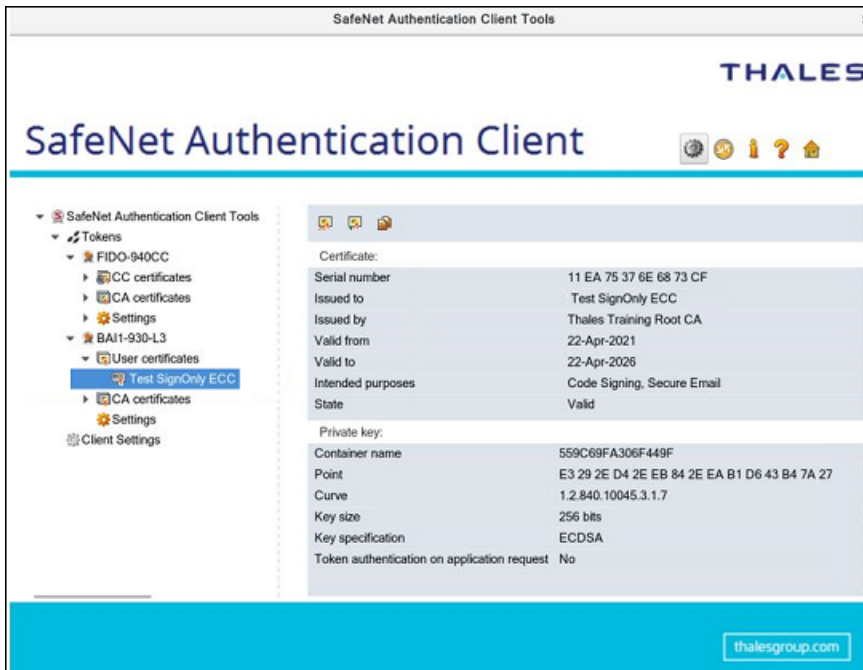 SafeNet Authentication Client Tools
THALES
SafeNet Authentication Client
SafeNet Authentication Client Tools
Tokens
FIDO-940CC
CC certificates
CA certificates
Settings
BAI1-930-L3
User certificates
Test SignOnly ECC
CA certificates
Settings
Client Settings
Certificate:
Serial number 11 EA 75 37 6E 68 73 CF
Issued to Test SignOnly ECC
Issued by Thales Training Root CA
Valid from 22-Apr-2021
Valid to 22-Apr-2026
Intended purposes Code Signing, Secure Email
State Valid
Private key:
Container name 559C69FA306F449F
Point E3 29 2E D4 2E EB 84 2E EA B1 D6 43 B4 7A 27
Curve 1.2.840.10045.3.1.7
Key size 256 bits
Key specification ECDSA
Token authentication on application request No
thalesgroup.com